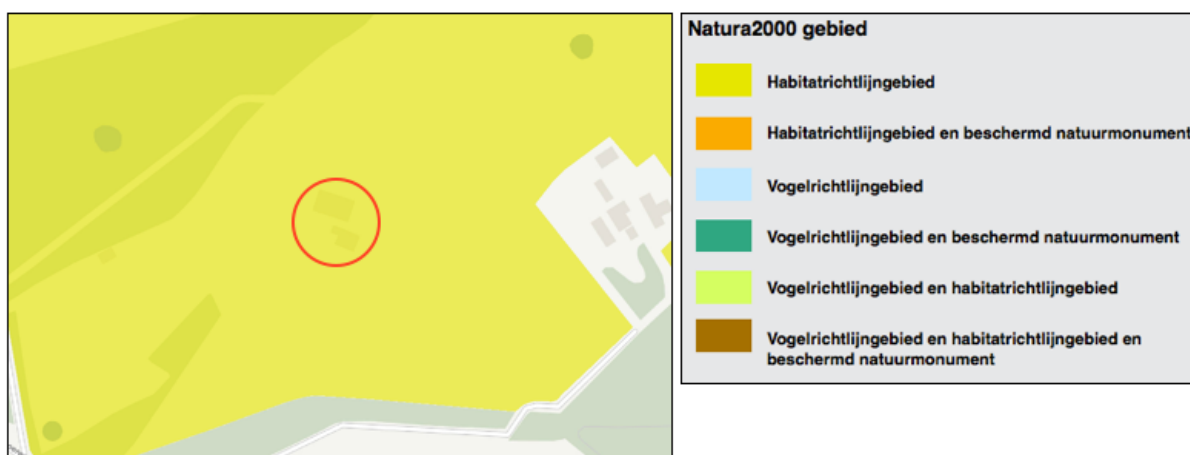 Natura2000 gebied
Habitatrichtlijngebied
Habitatrichtlijngebied en beschermd natuurmonument
Vogelrichtlijngebied
Vogelrichtlijngebied en beschermd natuurmonument
Vogelrichtlijngebied en habitatrichtlijngebied
Vogelrichtlijngebied en habitatrichtlijngebied en
beschermd natuurmonument